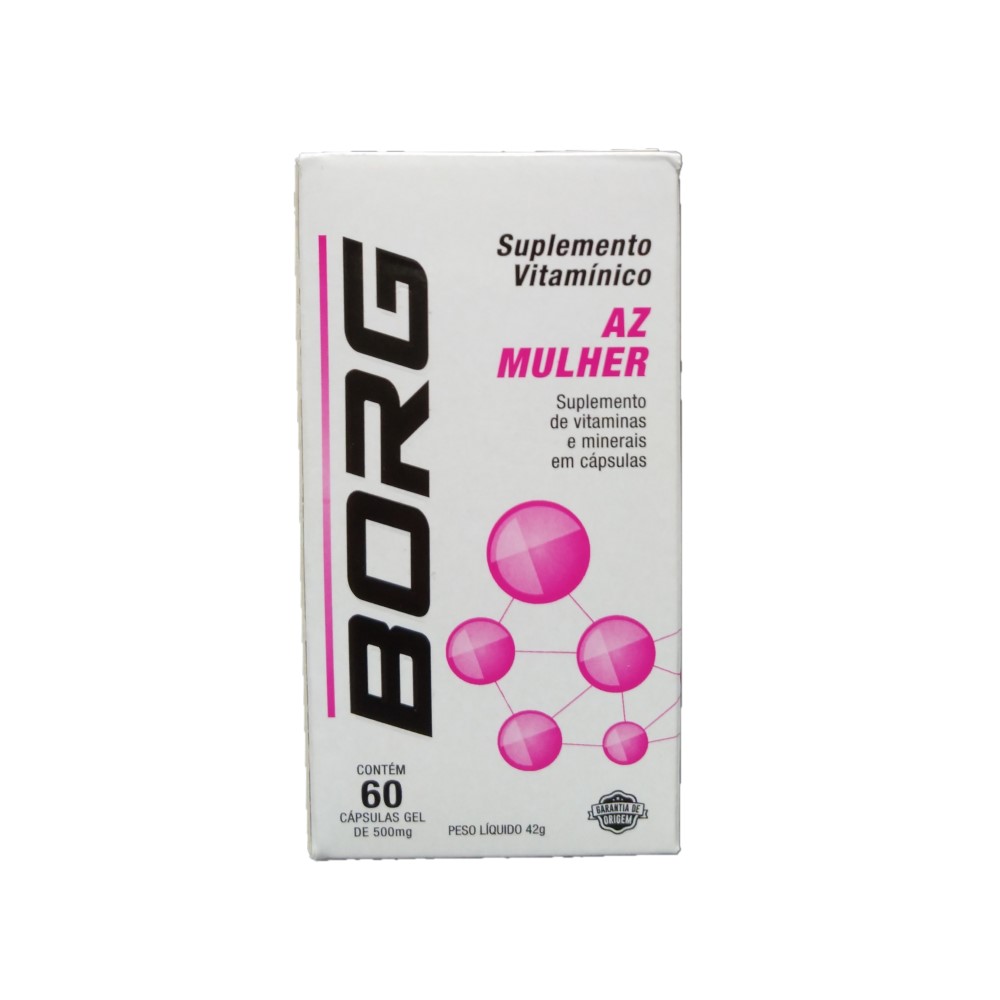 BORG
Suplemento
Vitamínico
AZ
MULHER
Suplemento
de vitaminas
e minerais
em cápsulas
CONTÉM
60
CÁPSULAS GEL
DE 500mg
PESO LÍQUIDO 42g
GARANTIA DE
ORIGEM